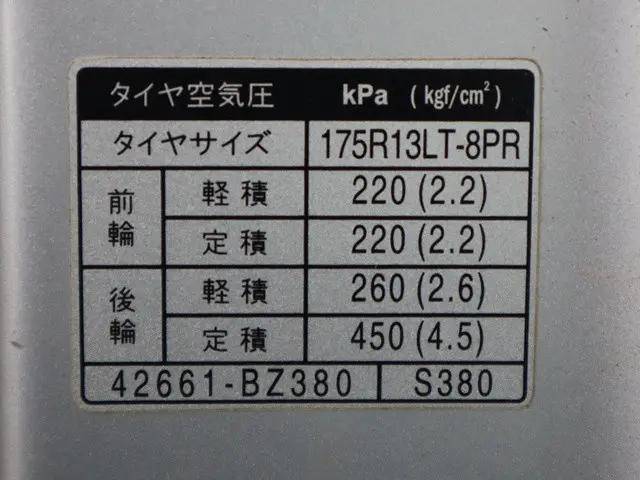 タイヤ空気圧 kPa (kgf/cm²)
タイヤサイズ 175R13LT-8PR
前輪 軽積 220 (2.2)
定積 220 (2.2)
後輪 軽積 260 (2.6)
定積 450 (4.5)
42661-BZ380 S380